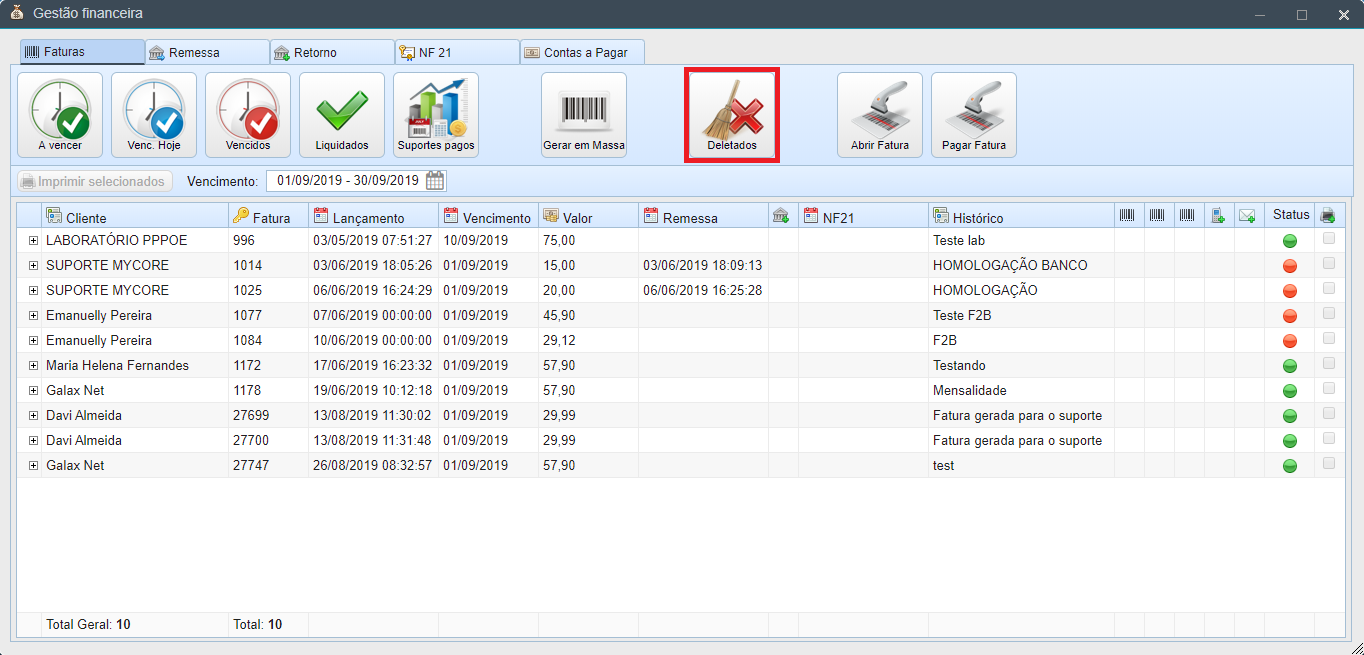 Gestão financeira
Faturas Remessa Retorno NF 21 Contas a Pagar
A vencer Venc. Hoje Vencidos Liquidados Suportes pagos Gerar em Massa Deletados Abrir Fatura Pagar Fatura
Imprimir selecionados Vencimento: 01/09/2019 - 30/09/2019
Cliente Fatura Lançamento Vencimento Valor Remessa NF21 Histórico Status
LABORATÓRIO PPPOE 996 03/05/2019 07:51:27 10/09/2019 75,00 Teste lab
SUPORTE MYCORE 1014 03/06/2019 18:05:26 01/09/2019 15,00 03/06/2019 18:09:13 HOMOLOGAÇÃO BANCO
SUPORTE MYCORE 1025 06/06/2019 16:24:29 01/09/2019 20,00 06/06/2019 16:25:28 HOMOLOGAÇÃO
Emanuelly Pereira 1077 07/06/2019 00:00:00 01/09/2019 45,90 Teste F2B
Emanuelly Pereira 1084 10/06/2019 00:00:00 01/09/2019 29,12 F2B
Maria Helena Fernandes 1172 17/06/2019 16:23:32 01/09/2019 57,90 Testando
Galax Net 1178 19/06/2019 10:12:18 01/09/2019 57,90 Mensalidade
Davi Almeida 27699 13/08/2019 11:30:02 01/09/2019 29,99 Fatura gerada para o suporte
Davi Almeida 27700 13/08/2019 11:31:48 01/09/2019 29,99 Fatura gerada para o suporte
Galax Net 27747 26/08/2019 08:32:57 01/09/2019 57,90 test
Total Geral: 10 Total: 10